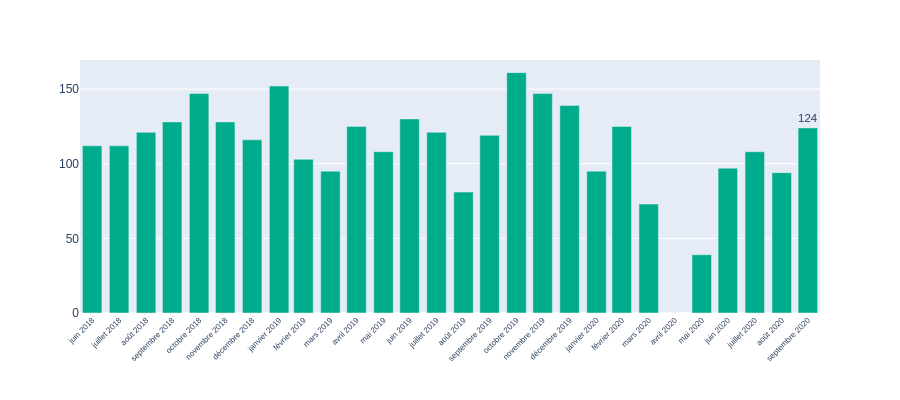 150
100
50
0
124
juin 2018
juillet 2018
août 2018
septembre 2018
octobre 2018
novembre 2018
décembre 2018
janvier 2019
février 2019
mars 2019
avril 2019
mai 2019
juin 2019
juillet 2019
août 2019
septembre 2019
octobre 2019
novembre 2019
décembre 2019
janvier 2020
février 2020
mars 2020
avril 2020
mai 2020
juin 2020
juillet 2020
août 2020
septembre 2020